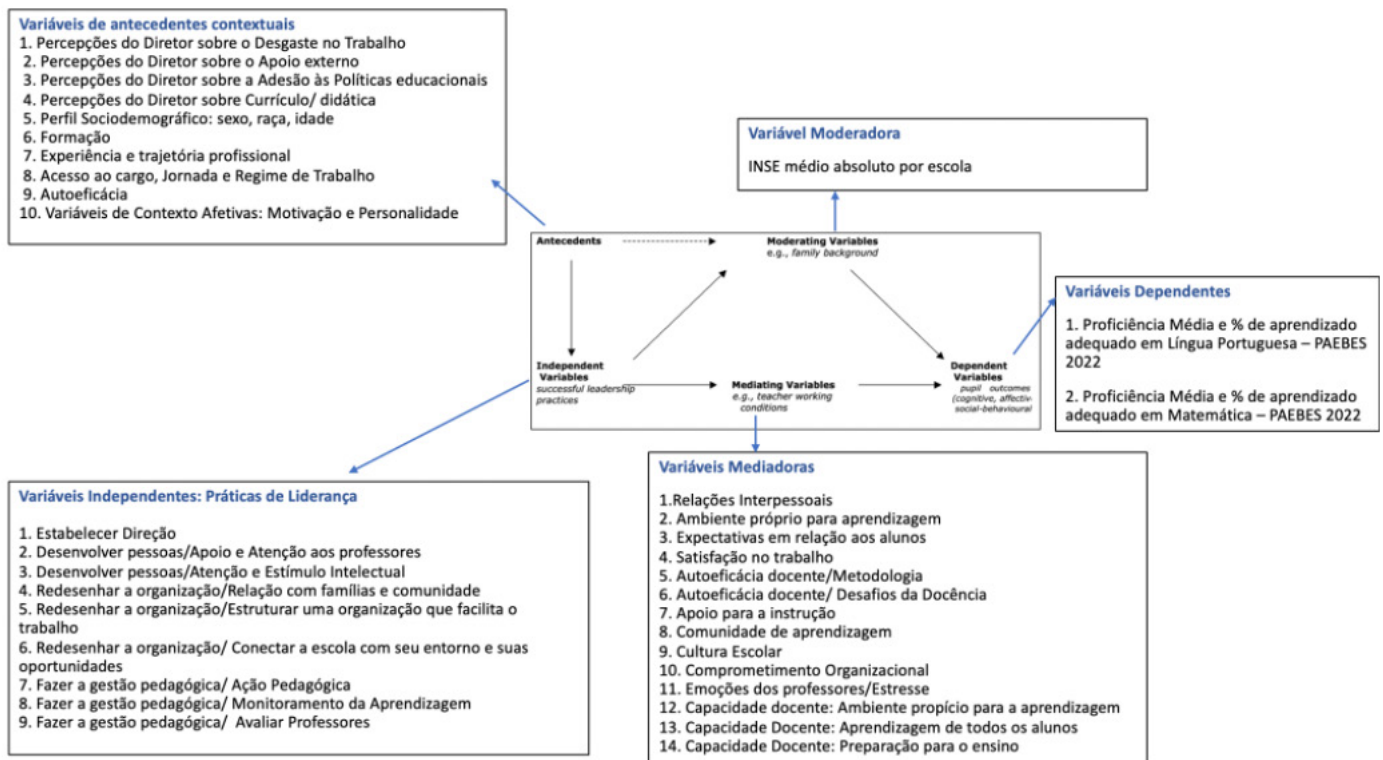 Variáveis de antecedentes contextuais
1. Percepções do Diretor sobre o Desgaste no Trabalho
2. Percepções do Diretor sobre o Apoio externo
3. Percepções do Diretor sobre a Adesão às Políticas educacionais
4. Percepções do Diretor sobre Currículo/ didática
5. Perfil Sociodemográfico: sexo, raça, idade
6. Formação
7. Experiência e trajetória profissional
8. Acesso ao cargo, Jornada e Regime de Trabalho
9. Autoeficácia
10. Variáveis de Contexto Afetivas: Motivação e Personalidade
Variável Moderadora
INSE médio absoluto por escola
Antecedents
Moderating Variables
e.g., family background
Independent
Variables
successful leadership
practices
Mediating Variables
e.g., teacher working
conditions
Dependent
Variables
pupil outcomes
(cognitive, affectiv-
social-behavioural
Variáveis Dependentes
1. Proficiência Média e % de aprendizado
adequado em Língua Portuguesa – PAEBES
2022
2. Proficiência Média e % de aprendizado
adequado em Matemática – PAEBES 2022
Variáveis Independentes: Práticas de Liderança
1. Estabelecer Direção
2. Desenvolver pessoas/Apoio e Atenção aos professores
3. Desenvolver pessoas/Atenção e Estímulo Intelectual
4. Redesenhar a organização/Relação com famílias e comunidade
5. Redesenhar a organização/Estruturar uma organização que facilita o
trabalho
6. Redesenhar a organização/ Conectar a escola com seu entorno e suas
oportunidades
7. Fazer a gestão pedagógica/ Ação Pedagógica
8. Fazer a gestão pedagógica/ Monitoramento da Aprendizagem
9. Fazer a gestão pedagógica/ Avaliar Professores
Variáveis Mediadoras
1.Relações Interpessoais
2. Ambiente próprio para aprendizagem
3. Expectativas em relação aos alunos
4. Satisfação no trabalho
5. Autoeficácia docente/Metodologia
6. Autoeficácia docente/ Desafios da Docência
7. Apoio para a instrução
8. Comunidade de aprendizagem
9. Cultura Escolar
10. Comprometimento Organizacional
11. Emoções dos professores/Estresse
12. Capacidade docente: Ambiente propício para a aprendizagem
13. Capacidade Docente: Aprendizagem de todos os alunos
14. Capacidade Docente: Preparação para o ensino